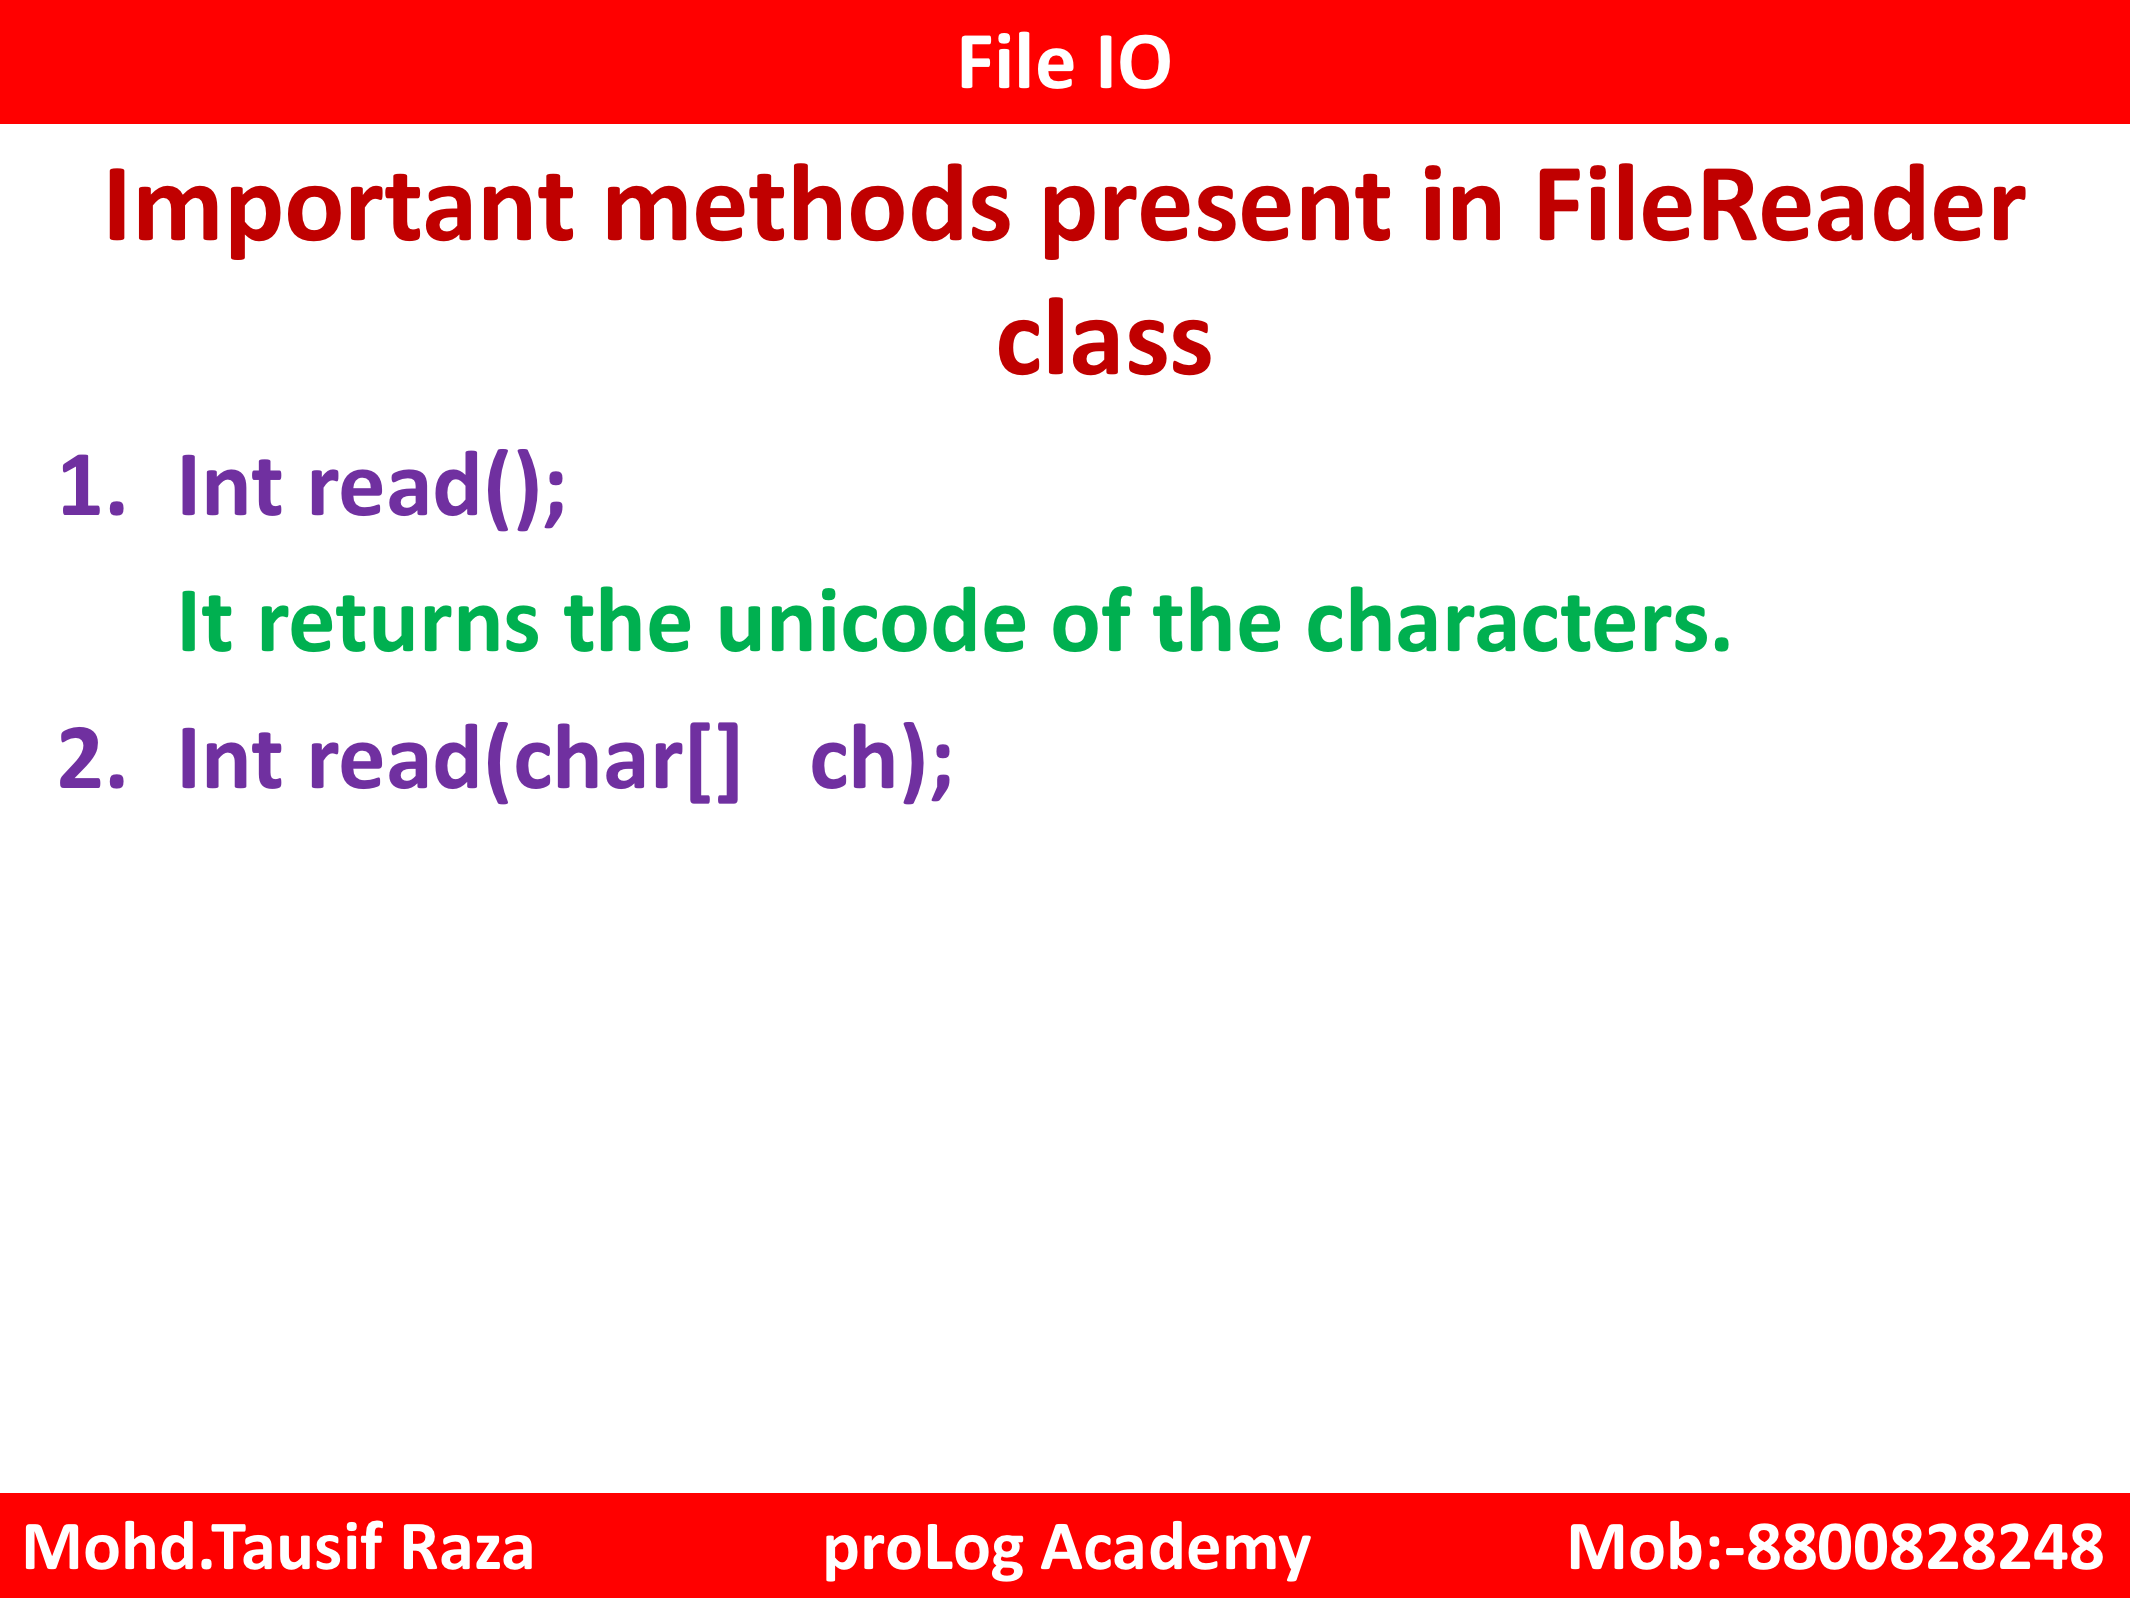 File IO
Important methods present in FileReader
class
1. Int read();
It returns the unicode of the characters.
2. Int read(char[] ch);
Mohd.Tausif Raza proLog Academy Mob:-8800828248